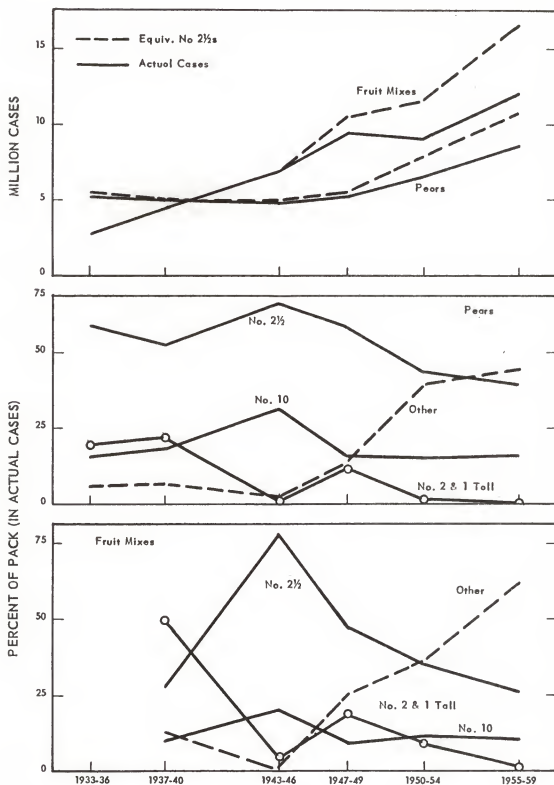 15
10
5
0
MILLION CASES
Equiv. No 2½s
Actual Cases
Fruit Mixes
Pears
75
50
25
0
Pears
No. 2½
No. 10
Other
No. 2 & 1 Tall
PERCENT OF PACK (IN ACTUAL CASES)
75
50
25
0
Fruit Mixes
No. 2½
Other
No. 2 & 1 Tall
No. 10
1933-36 1937-40 1943-46 1947-49 1950-54 1955-59